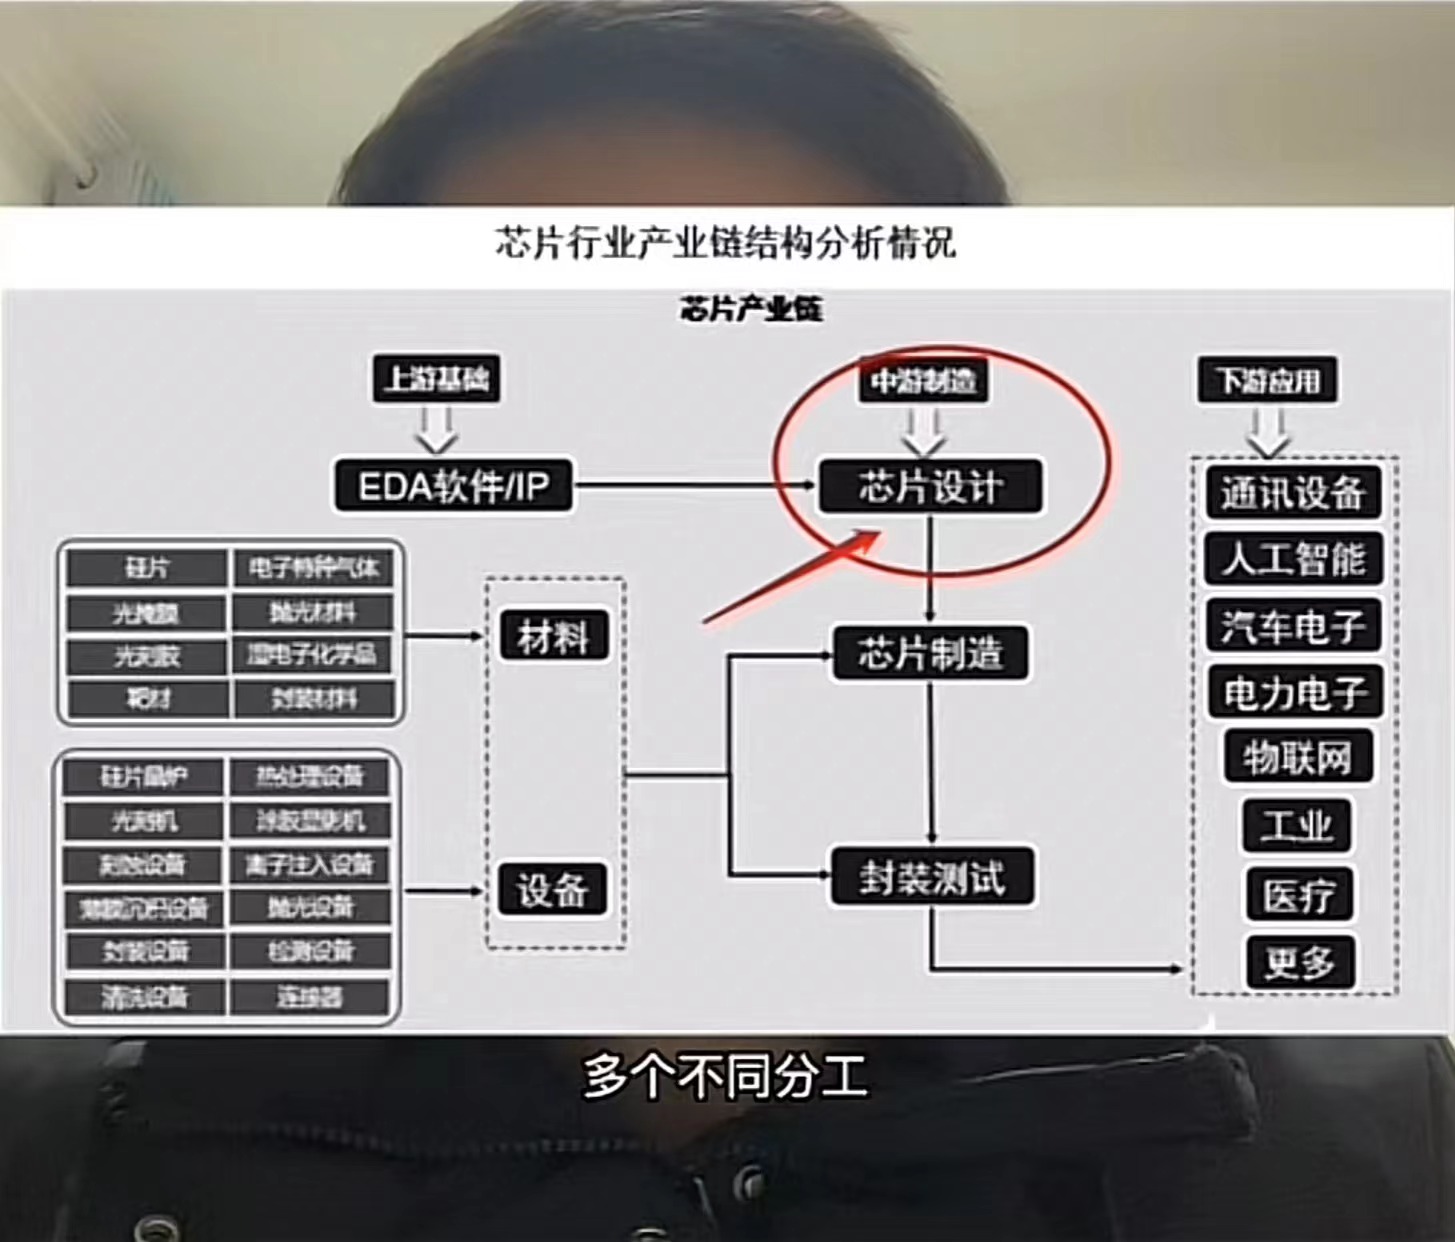 芯片行业产业链结构分析情况
芯片产业链
上游基础
中游制造
下游应用
EDA软件/IP
芯片设计
通讯设备
人工智能
汽车电子
电力电子
物联网
工业
医疗
更多
硅片
电子特种气体
光掩膜
抛光材料
光刻胶
湿电子化学品
靶材
封装材料
材料
芯片制造
硅片晶炉
热处理设备
光刻机
涂胶显影机
刻蚀设备
离子注入设备
薄膜沉积设备
抛光设备
封装设备
检测设备
清洗设备
连接器
设备
封装测试
多个不同分工